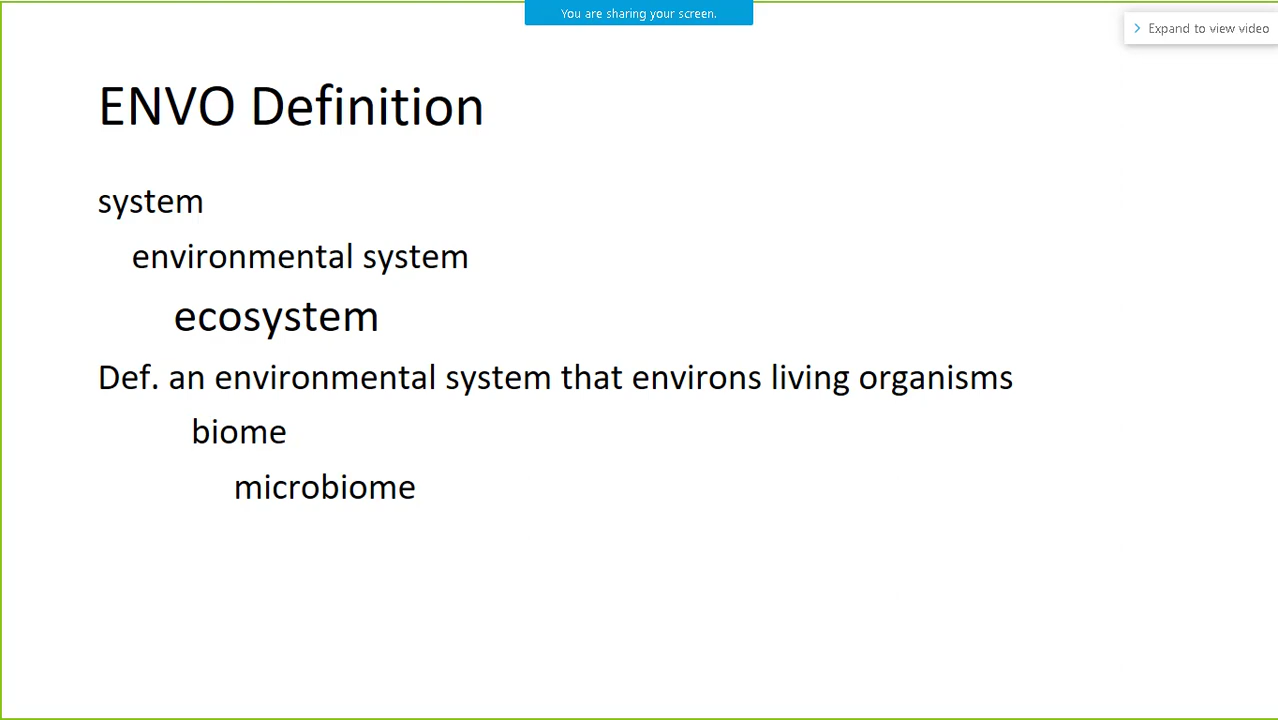 You are sharing your screen.
Expand to view video
ENVO Definition
system
environmental system
ecosystem
Def. an environmental system that environs living organisms
biome
microbiome